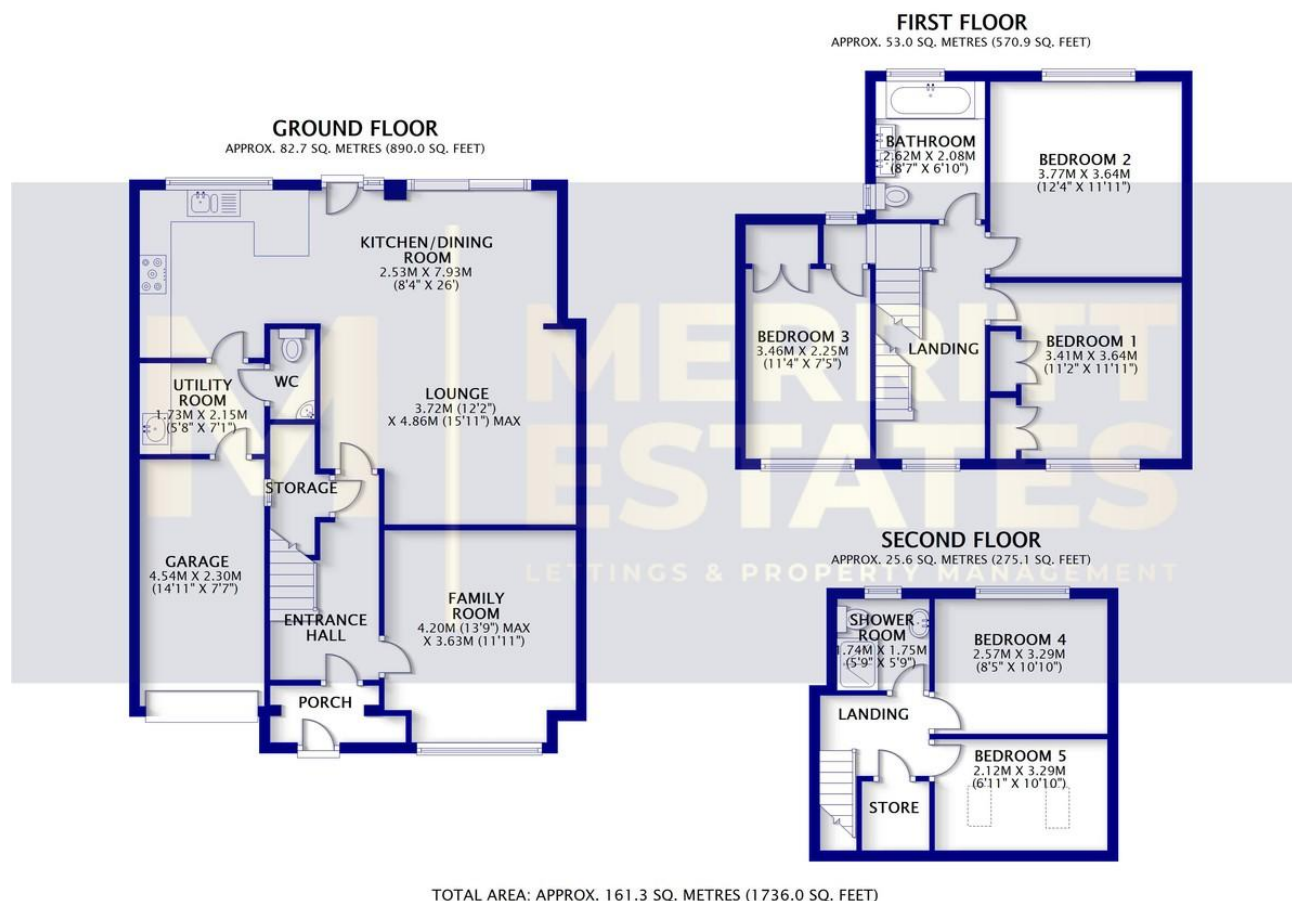 GROUND FLOOR
APPROX. 82.7 SQ. METRES (890.0 SQ. FEET)
KITCHEN/DINING
ROOM
2.53M X 7.93M
(8'4" X 26')
UTILITY
ROOM
1.73M X 2.15M
(5'8" X 7'1")
WC
LOUNGE
3.72M (12'2")
X 4.86M (15'11") MAX
STORAGE
GARAGE
4.54M X 2.30M
(14'11" X 7'7")
ENTRANCE
HALL
FAMILY
ROOM
4.20M (13'9") MAX
X 3.63M (11'11")
PORCH
FIRST FLOOR
APPROX. 53.0 SQ. METRES (570.9 SQ. FEET)
BATHROOM
2.62M X 2.08M
(8'7" X 6'10")
BEDROOM 2
3.77M X 3.64M
(12'4" X 11'11")
BEDROOM 3
3.46M X 2.25M
(11'4" X 7'5")
LANDING
BEDROOM 1
3.41M X 3.64M
(11'2" X 11'11")
SECOND FLOOR
APPROX. 25.6 SQ. METRES (275.1 SQ. FEET)
SHOWER
ROOM
1.74M X 1.75M
(5'9" X 5'9")
BEDROOM 4
2.57M X 3.29M
(8'5" X 10'10")
LANDING
BEDROOM 5
2.12M X 3.29M
(6'11" X 10'10")
STORE
M
MERRITT
ESTATES
LETTINGS & PROPERTY MANAGEMENT
TOTAL AREA: APPROX. 161.3 SQ. METRES (1736.0 SQ. FEET)